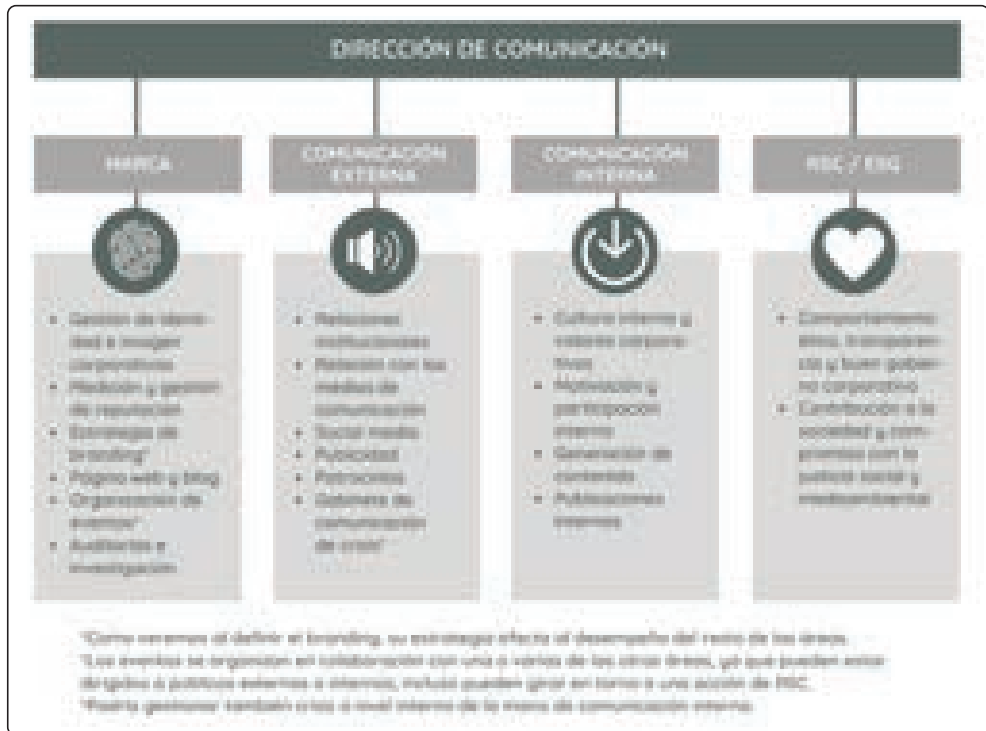 DIRECCIÓN DE COMUNICACIÓN
MARCA
COMUNICACIÓN
EXTERNA
COMUNICACIÓN
INTERNA
RSC / ESG
• Gestión de identi-
dad e imagen
corporativas
• Medición y gestión
de reputación
• Estrategia de
branding*
• Página web y blog
• Organización de
eventos*
• Auditorías e
investigación
• Relaciones
institucionales
• Relación con los
medios de
comunicación
• Social media
• Publicidad
• Patrocinios
• Gabinete de
comunicación
de crisis*
• Cultura interna y
valores corpora-
tivos
• Motivación y
participación
interna
• Generación de
contenido
• Publicaciones
internas
• Comportamiento
ético, transparen-
cia y buen gobier-
no corporativo
• Contribución a la
sociedad y com-
promiso con la
justicia social y
medioambiental
*Como veremos al definir el branding, su estrategia afecta al desempeño del resto de las áreas.
*Los eventos se organizan en colaboración con una o varias de las otras áreas, ya que pueden estar
dirigidos a públicos externos o internos, incluso pueden girar en torno a una acción de RSC.
*Podría gestionar también crisis a nivel interno de la mano de comunicación interna.